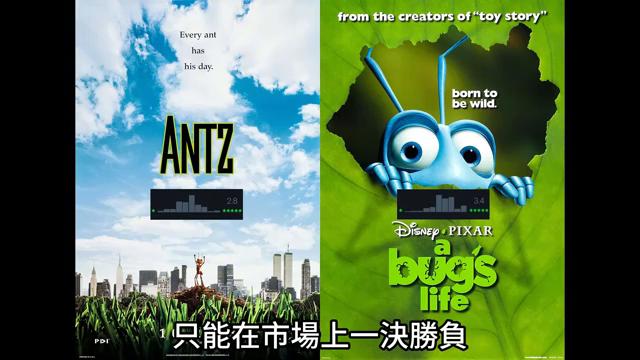 Every ant
has
his day.
ANTZ
2.8
PDI
from the creators of "toy story"
born to
be wild.
3.4
Disney · PIXAR
a
bug's
life
只能在市場上一決勝負